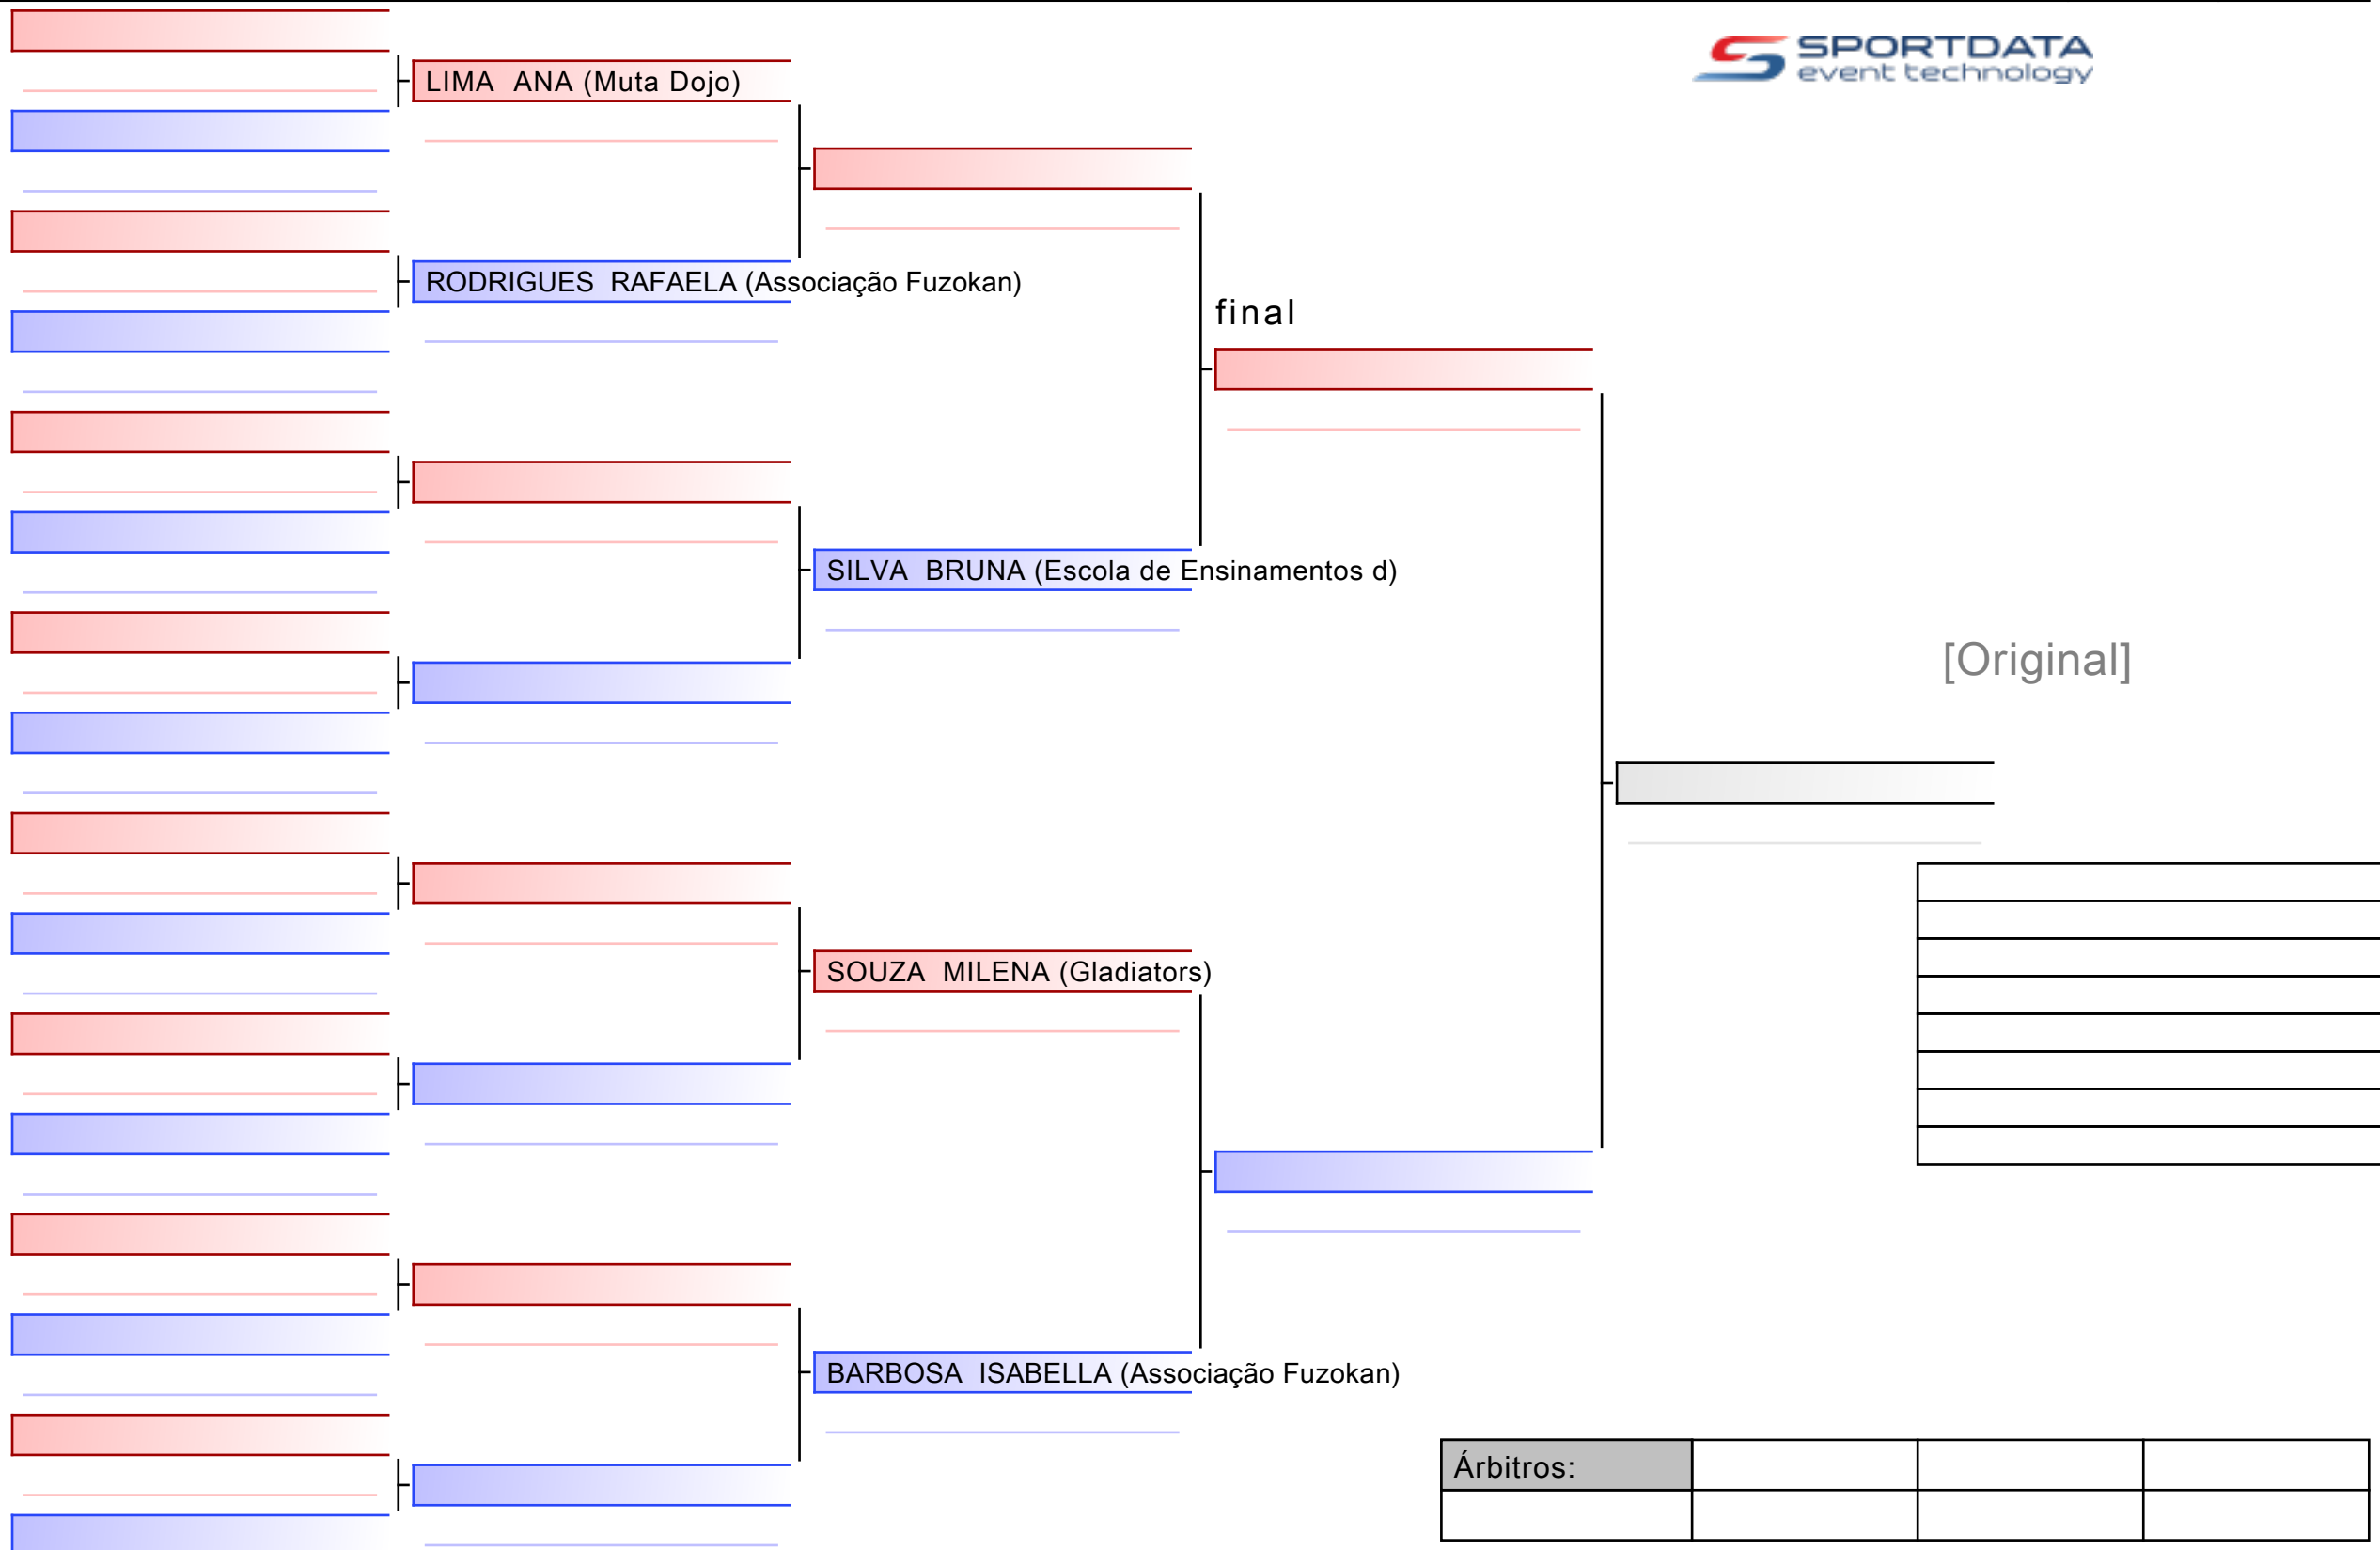 SPORTDATA
event technology
LIMA ANA (Muta Dojo)
RODRIGUES RAFAELA (Associação Fuzokan)
final
SILVA BRUNA (Escola de Ensinamentos d)
[Original]
SOUZA MILENA (Gladiators)
BARBOSA ISABELLA (Associação Fuzokan)
Árbitros: